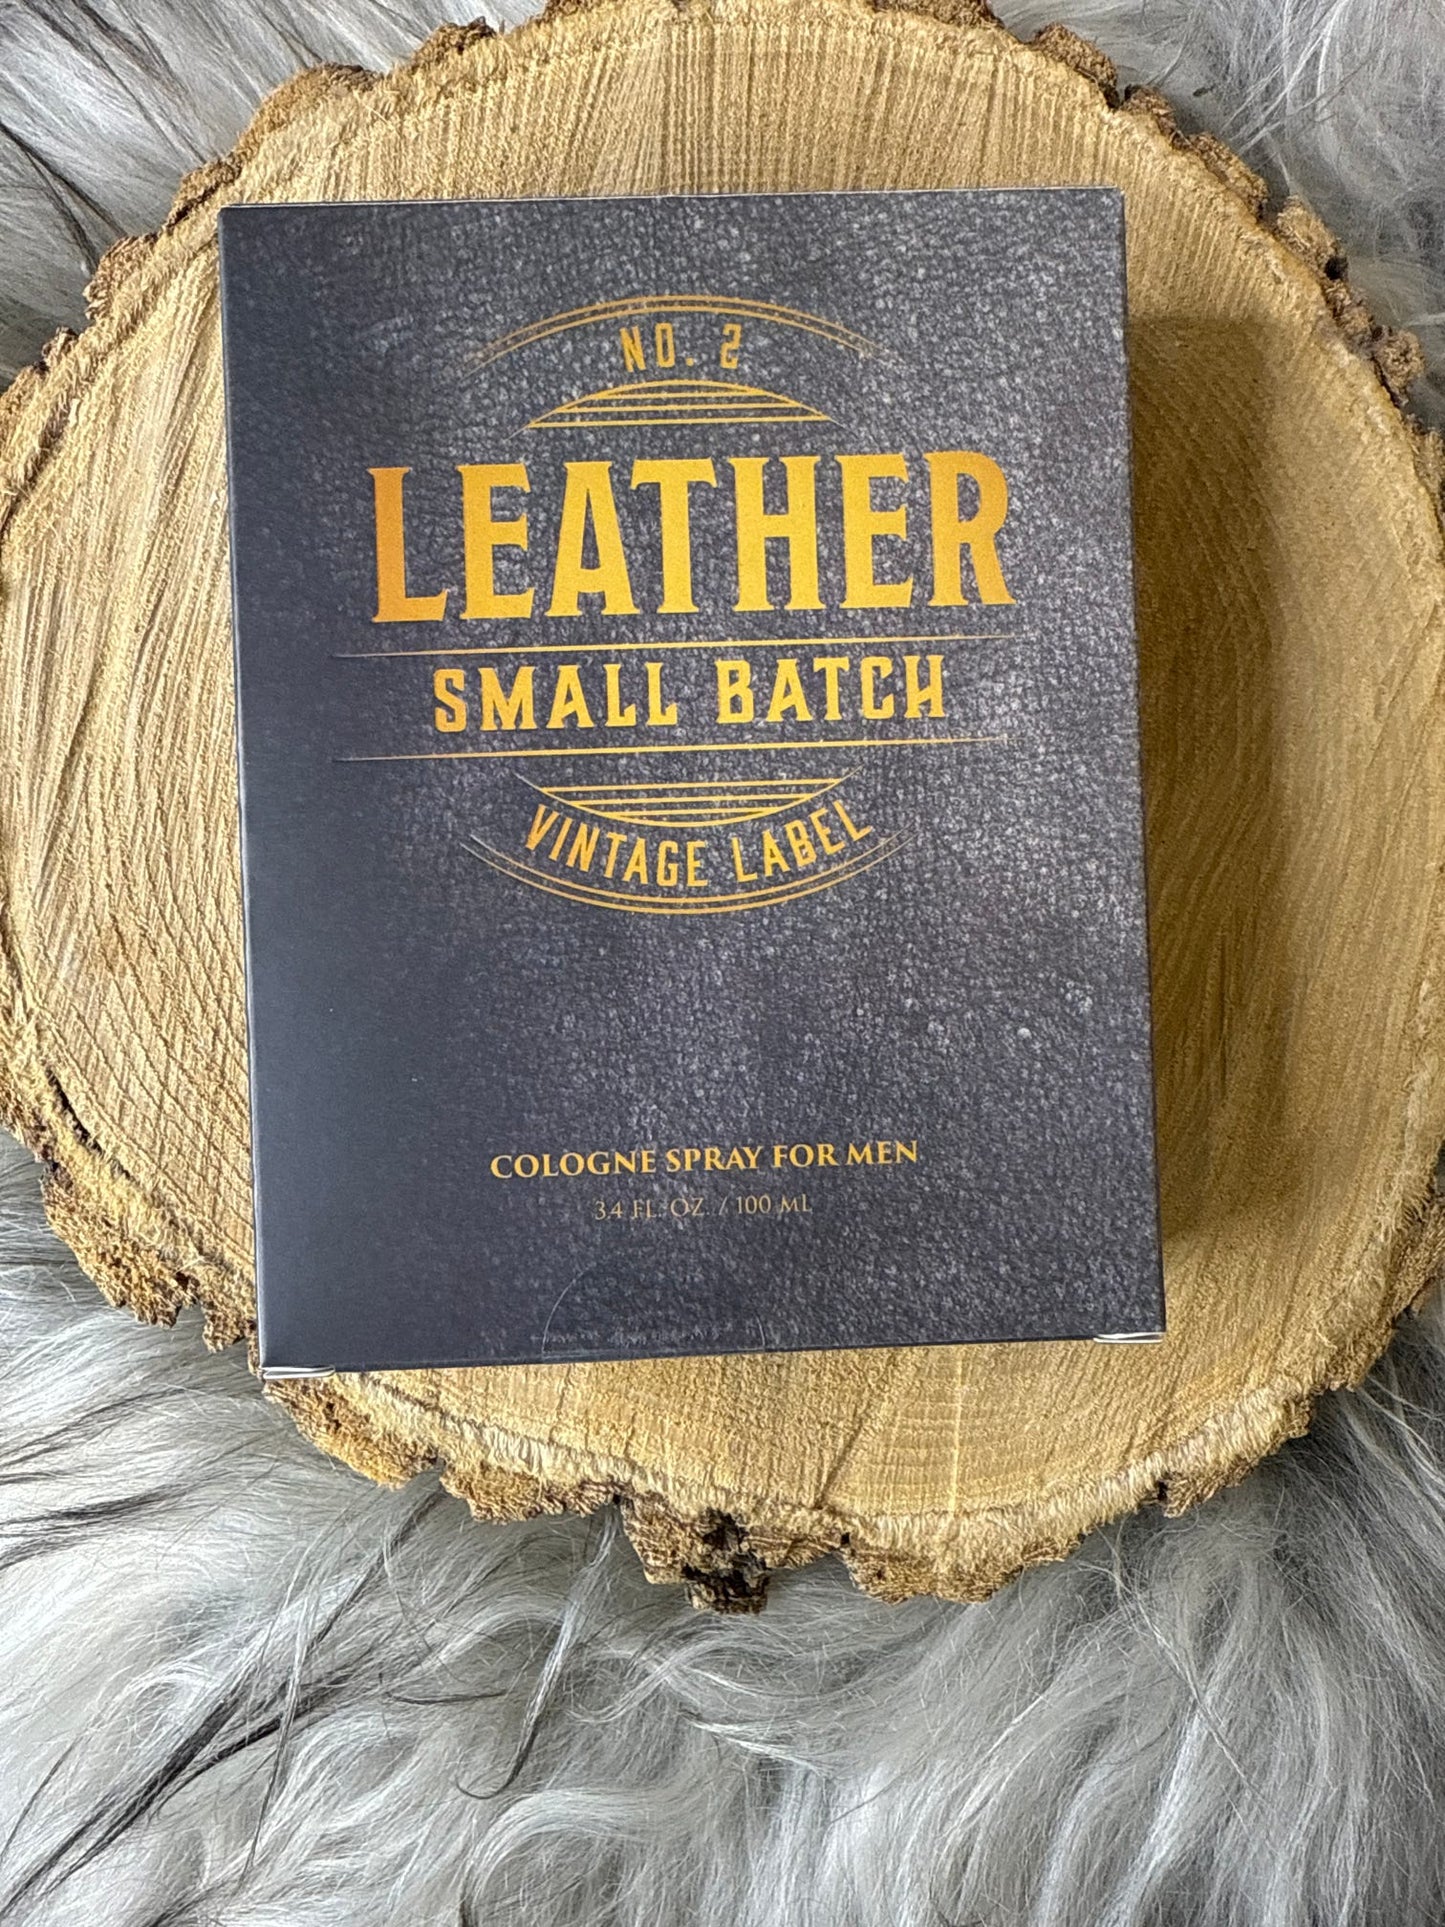 NO. 2
LEATHER
SMALL BATCH
VINTAGE LABEL
COLOGNE SPRAY FOR MEN
3.4 FL. OZ. / 100 ML